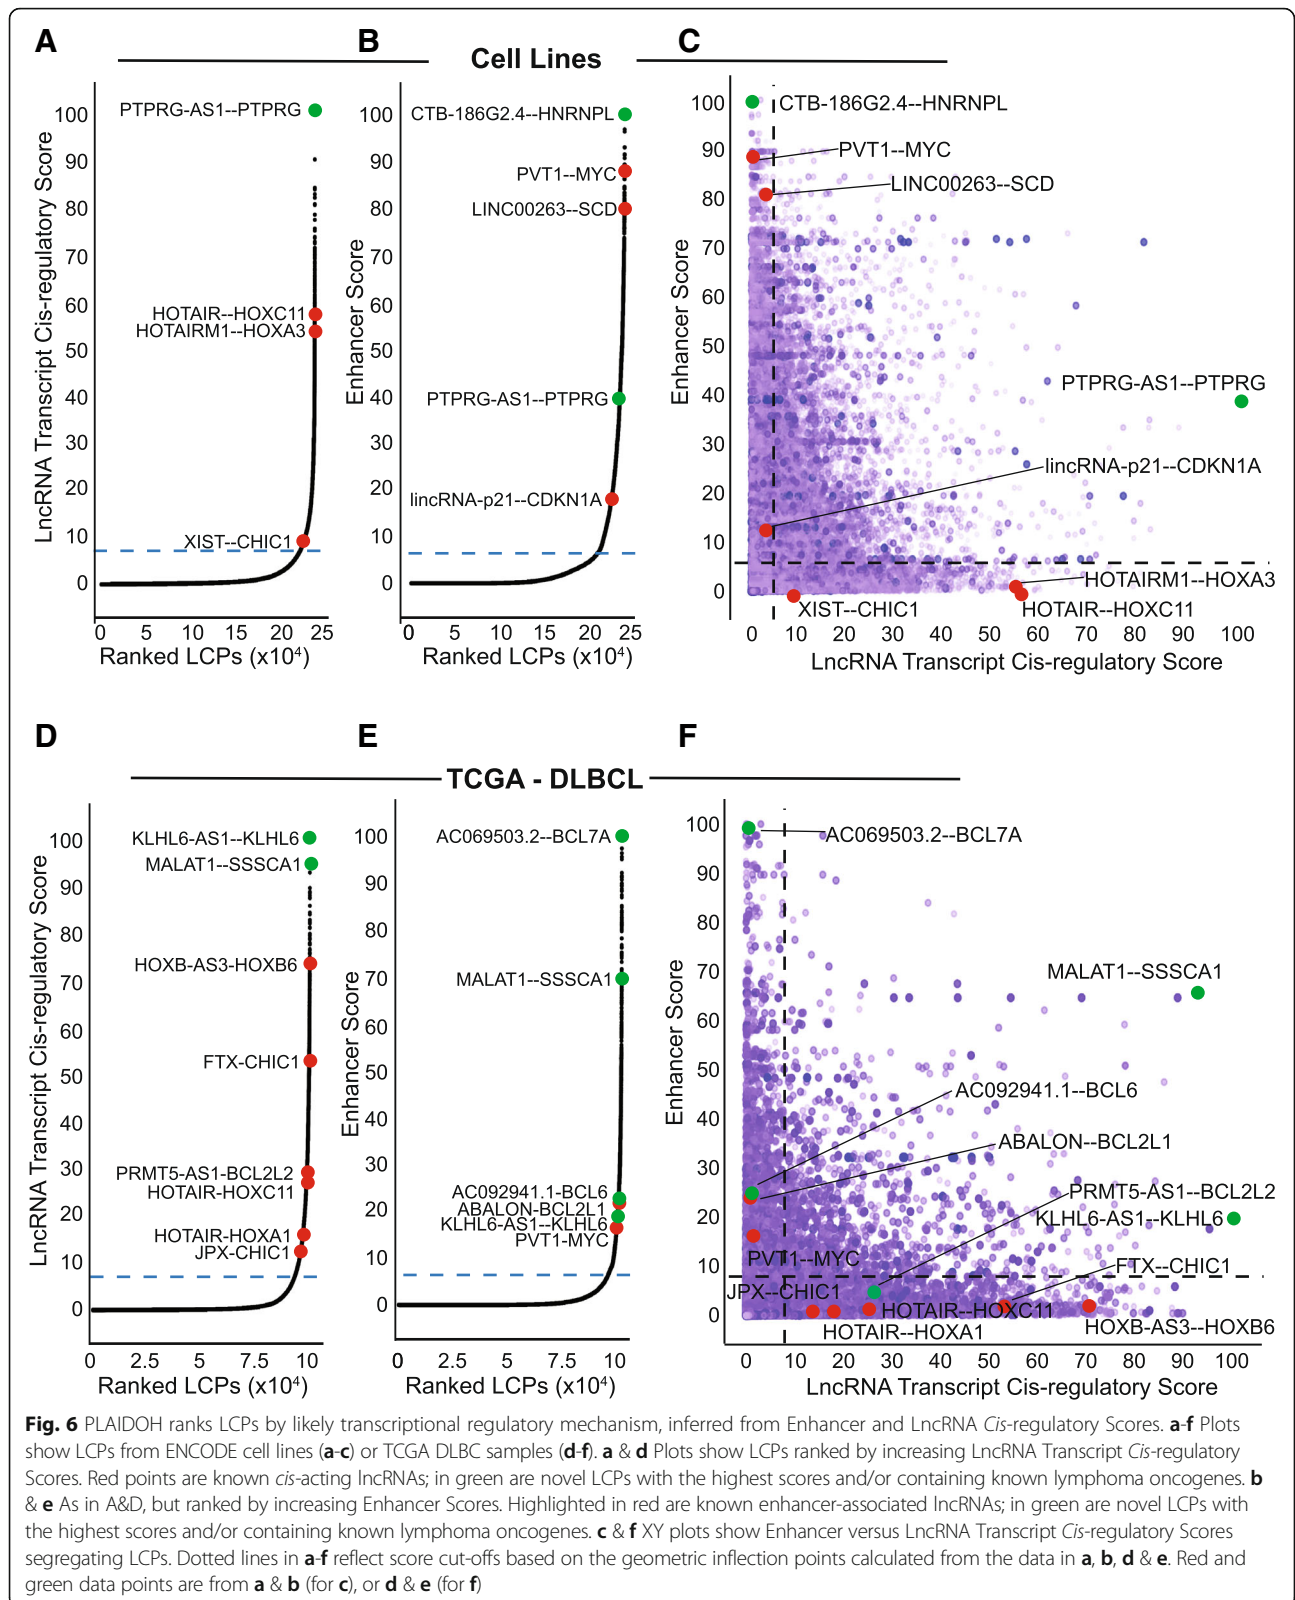 A
B
C
Cell Lines
LncRNA Transcript Cis-regulatory Score
100
90
80
70
60
50
40
30
20
10
0
PTPRG-AS1--PTPRG
HOTAIR--HOXC11
HOTAIRM1--HOXA3
XIST--CHIC1
0 5 10 15 20 25
Ranked LCPs (x10⁴)
Enhancer Score
100
90
80
70
60
50
40
30
20
10
0
CTB-186G2.4--HNRNPL
PVT1--MYC
LINC00263--SCD
PTPRG-AS1--PTPRG
lincRNA-p21--CDKN1A
0 5 10 15 20 25
Ranked LCPs (x10⁴)
Enhancer Score
100
90
80
70
60
50
40
30
20
10
0
CTB-186G2.4--HNRNPL
PVT1--MYC
LINC00263--SCD
PTPRG-AS1--PTPRG
lincRNA-p21--CDKN1A
HOTAIRM1--HOXA3
XIST--CHIC1
HOTAIR--HOXC11
0 10 20 30 40 50 60 70 80 90 100
LncRNA Transcript Cis-regulatory Score
D
E
F
TCGA - DLBCL
LncRNA Transcript Cis-regulatory Score
100
90
80
70
60
50
40
30
20
10
0
KLHL6-AS1--KLHL6
MALAT1--SSSCA1
HOXB-AS3-HOXB6
FTX-CHIC1
PRMT5-AS1-BCL2L2
HOTAIR-HOXC11
HOTAIR-HOXA1
JPX-CHIC1
0 2.5 5 7.5 10
Ranked LCPs (x10⁴)
Enhancer Score
100
90
80
70
60
50
40
30
20
10
0
AC069503.2--BCL7A
MALAT1--SSSCA1
AC092941.1-BCL6
ABALON-BCL2L1
KLHL6-AS1--KLHL6
PVT1-MYC
0 2.5 5 7.5 10
Ranked LCPs (x10⁴)
Enhancer Score
100
90
80
70
60
50
40
30
20
10
0
AC069503.2--BCL7A
MALAT1--SSSCA1
AC092941.1--BCL6
ABALON--BCL2L1
PRMT5-AS1--BCL2L2
KLHL6-AS1--KLHL6
PVT1--MYC
FTX--CHIC1
JPX--CHIC1
HOTAIR--HOXC11
HOTAIR--HOXA1
HOXB-AS3--HOXB6
0 10 20 30 40 50 60 70 80 90 100
LncRNA Transcript Cis-regulatory Score
Fig. 6 PLAIDOH ranks LCPs by likely transcriptional regulatory mechanism, inferred from Enhancer and LncRNA Cis-regulatory Scores. a-f Plots
show LCPs from ENCODE cell lines (a-c) or TCGA DLBC samples (d-f). a & d Plots show LCPs ranked by increasing LncRNA Transcript Cis-regulatory
Scores. Red points are known cis-acting lncRNAs; in green are novel LCPs with the highest scores and/or containing known lymphoma oncogenes. b
& e As in A&D, but ranked by increasing Enhancer Scores. Highlighted in red are known enhancer-associated lncRNAs; in green are novel LCPs with
the highest scores and/or containing known lymphoma oncogenes. c & f XY plots show Enhancer versus LncRNA Transcript Cis-regulatory Scores
segregating LCPs. Dotted lines in a-f reflect score cut-offs based on the geometric inflection points calculated from the data in a, b, d & e. Red and
green data points are from a & b (for c), or d & e (for f)